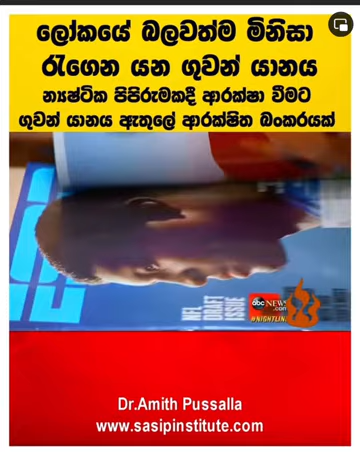 ලෝකයේ බලවත්ම මිනිසා
රැගෙන යන ගුවන් යානය
න්‍යෂ්ටික පිපිරුමකදී ආරක්ෂා වීමට
ගුවන් යානය ඇතුලේ ආරක්ෂිත බංකරයක්
NFL
DRAFT
ISSUE
abc NEWS
.com
#NIGHTLINE
Dr.Amith Pussalla
www.sasipinstitute.com